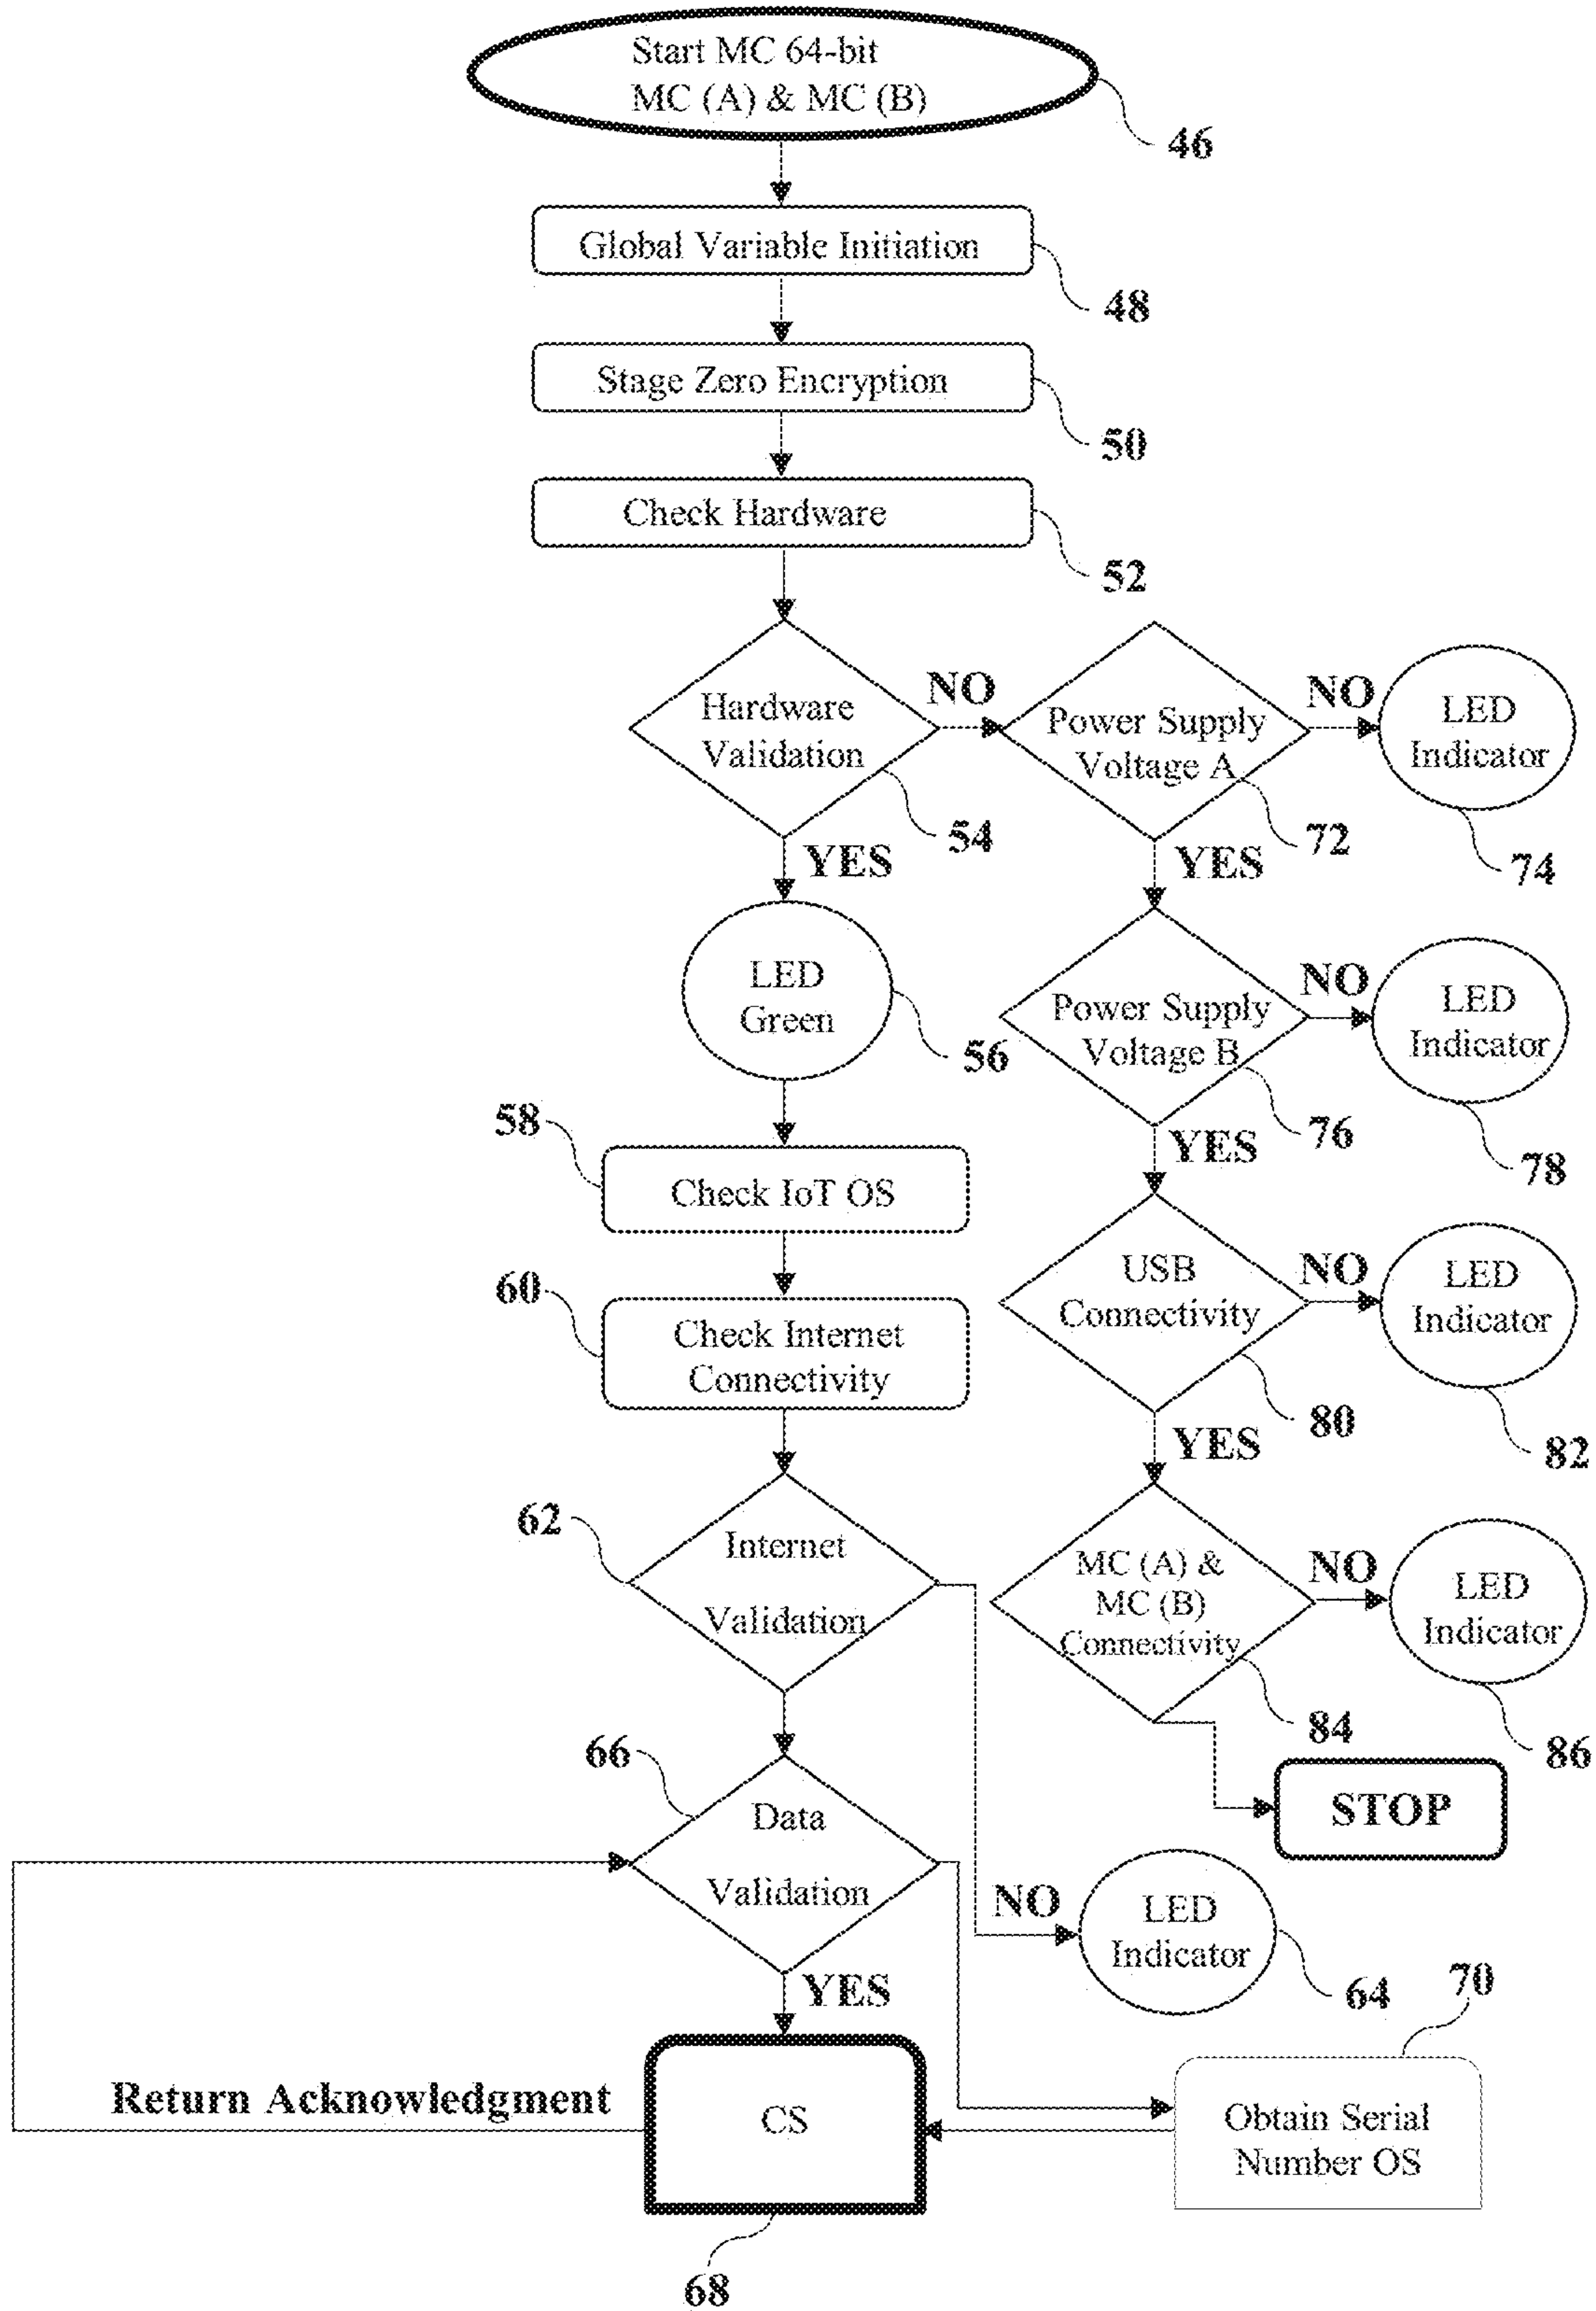 Start MC 64-bit
MC (A) & MC (B)
46
Global Variable Initiation
48
Stage Zero Encryption
50
Check Hardware
52
Hardware
Validation
54
NO
Power Supply
Voltage A
72
NO
LED
Indicator
74
YES
YES
LED
Green
56
Power Supply
Voltage B
76
NO
LED
Indicator
78
58
Check IoT OS
YES
60
Check Internet
Connectivity
USB
Connectivity
80
NO
LED
Indicator
82
YES
62
Internet
Validation
MC (A) &
MC (B)
Connectivity
84
NO
LED
Indicator
86
STOP
66
Data
Validation
NO
LED
Indicator
64
YES
70
Return Acknowledgment
CS
68
Obtain Serial
Number OS